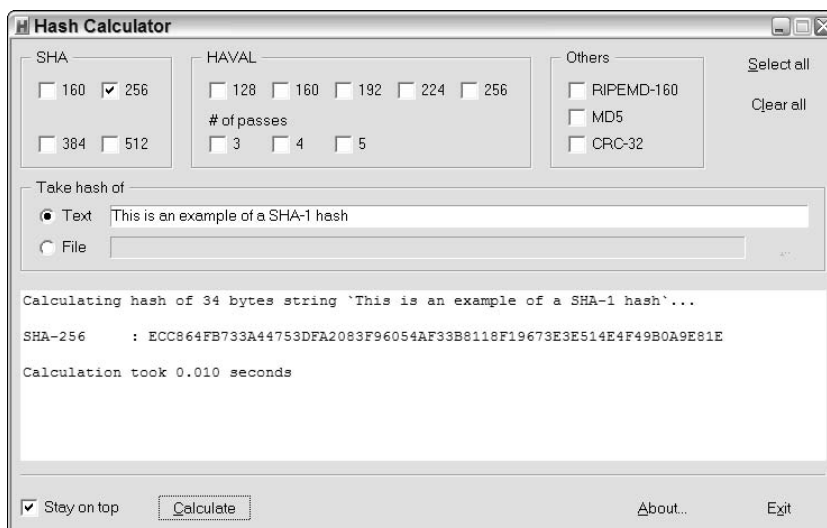 Hash Calculator
SHA
160 256
384 512
HAVAL
128 160 192 224 256
# of passes
3 4 5
Others
RIPEMD-160
MD5
CRC-32
Select all
Clear all
Take hash of
Text This is an example of a SHA-1 hash
File
...
Calculating hash of 34 bytes string `This is an example of a SHA-1 hash`...
SHA-256 : ECC864FB733A44753DFA2083F96054AF33B8118F19673E3E514E4F49B0A9E81E
Calculation took 0.010 seconds
Stay on top Calculate About... Exit